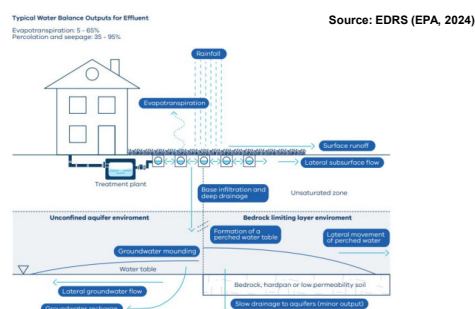 Typical Water Balance Outputs for Effluent
Source: EDRS (EPA, 2024)
Evapotranspiration: 5 - 65%
Percolation and seepage: 35 - 95%
Rainfall
Evapotranspiration
Surface runoff
Lateral subsurface flow
Treatment plant
Base infiltration and
deep drainage
Unsaturated zone
Unconfined aquifer enviroment
Bedrock limiting layer enviroment
Formation of a
perched water table
Lateral movement
of perched water
Groundwater mounding
Water table
Lateral groundwater flow
Bedrock, hardpan or low permeability soil
Groundwater recharge
Slow drainage to aquifers (minor output)